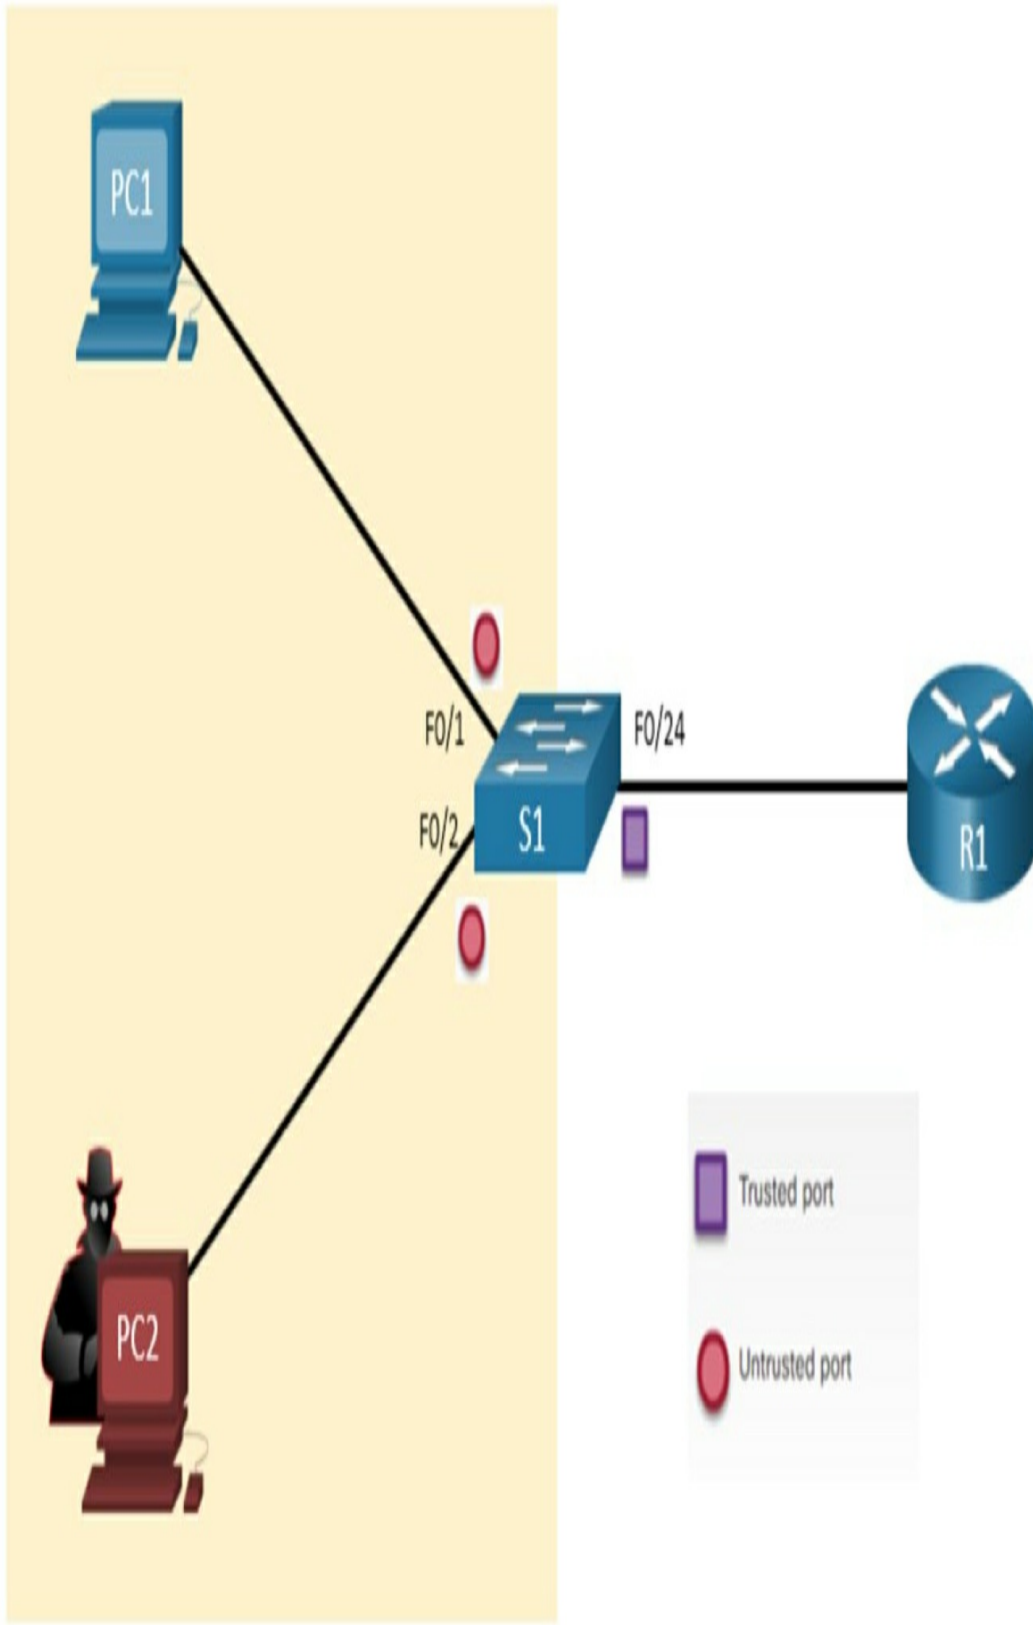 PC1
F0/1
F0/24
F0/2
S1
R1
Trusted port
Untrusted port
PC2